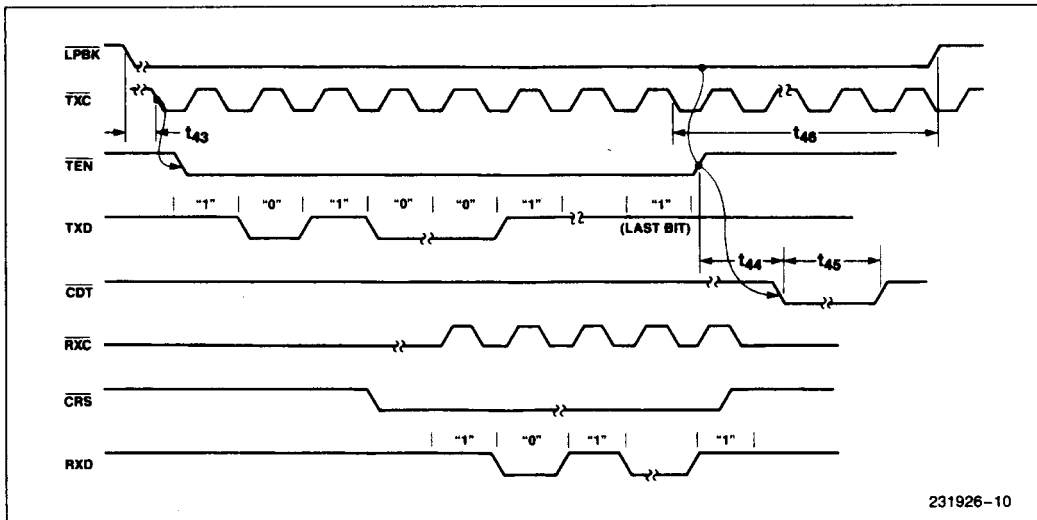 LPBK
TXC
t43
t46
TEN
"1" "0" "1" "0" "0" "1" "1"
TXD
(LAST BIT)
t44 t45
CDT
RXC
CRS
"1" "0" "1" "1"
RXD
231926-10